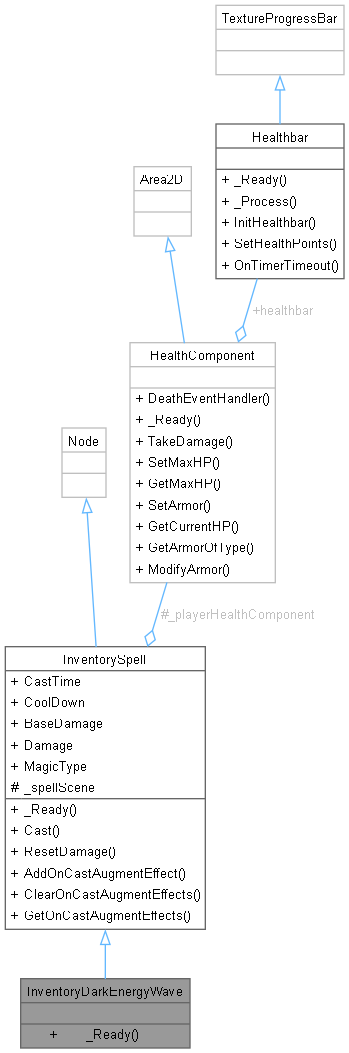 TextureProgressBar
Healthbar
+ _Ready()
+ _Process()
+ InitHealthbar()
+ SetHealthPoints()
+ OnTimerTimeout()
Area2D
+healthbar
HealthComponent
+ DeathEventHandler()
+ _Ready()
+ TakeDamage()
+ SetMaxHP()
+ GetMaxHP()
+ SetArmor()
+ GetCurrentHP()
+ GetArmorOfType()
+ ModifyArmor()
Node
#_playerHealthComponent
InventorySpell
+ CastTime
+ CoolDown
+ BaseDamage
+ Damage
+ MagicType
# _spellScene
+ _Ready()
+ Cast()
+ ResetDamage()
+ AddOnCastAugmentEffect()
+ ClearOnCastAugmentEffects()
+ GetOnCastAugmentEffects()
InventoryDarkEnergyWave
+ _Ready()